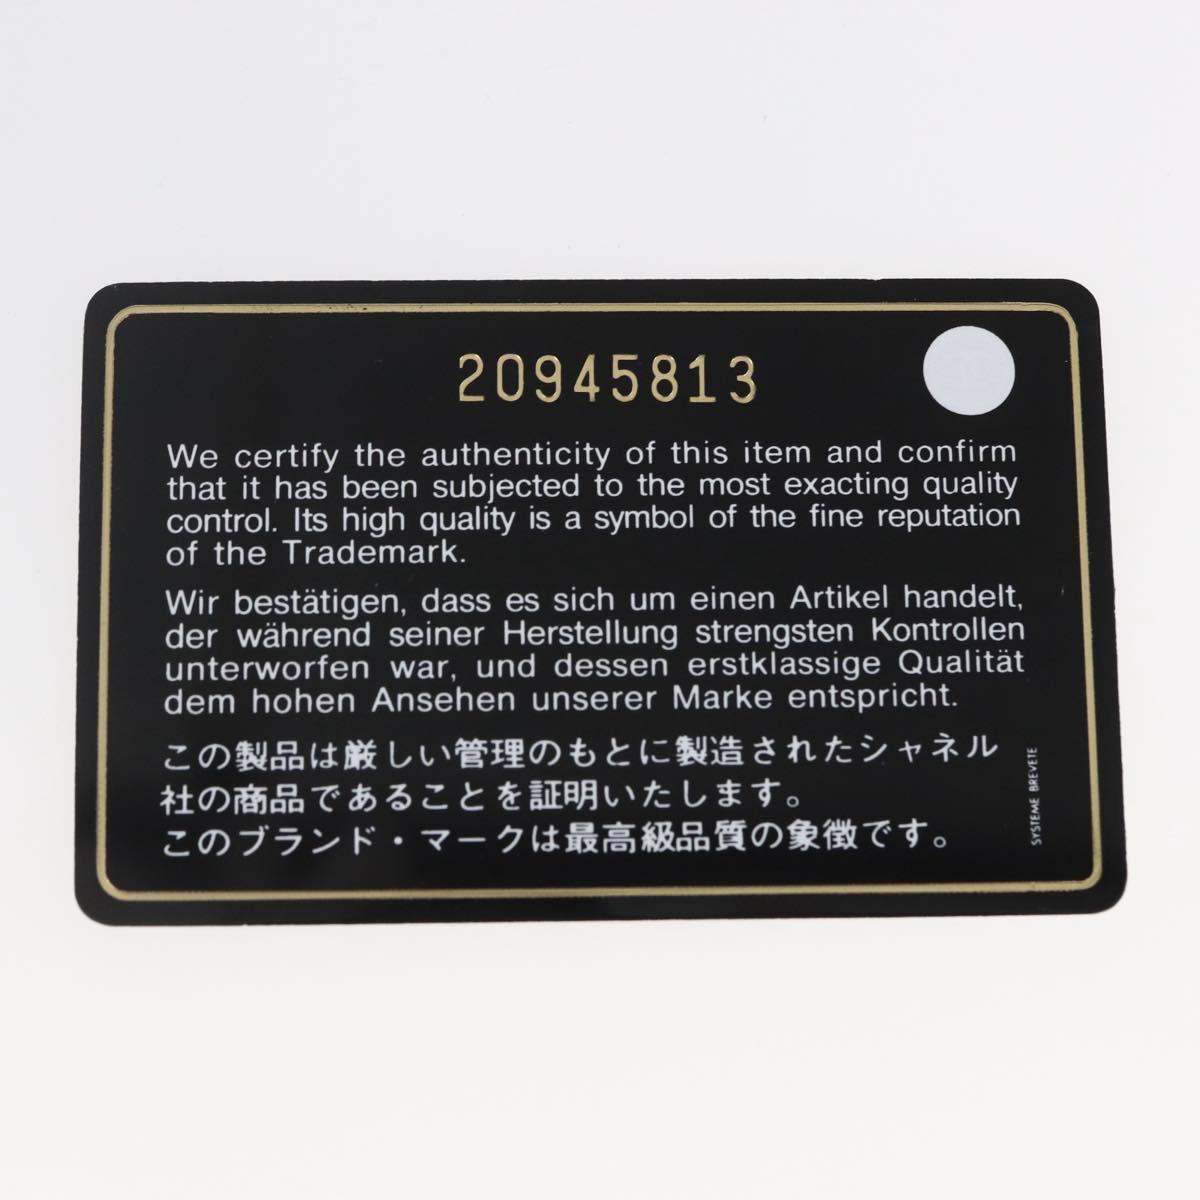 20945813
We certify the authenticity of this item and confirm
that it has been subjected to the most exacting quality
control. Its high quality is a symbol of the fine reputation
of the Trademark.
Wir bestätigen, dass es sich um einen Artikel handelt,
der während seiner Herstellung strengsten Kontrollen
unterworfen war, und dessen erstklassige Qualität
dem hohen Ansehen unserer Marke entspricht.
この製品は厳しい管理のもとに製造されたシャネル
社の商品であることを証明いたします。
このブランド・マークは最高級品質の象徴です。
SYSTEME BREVETE